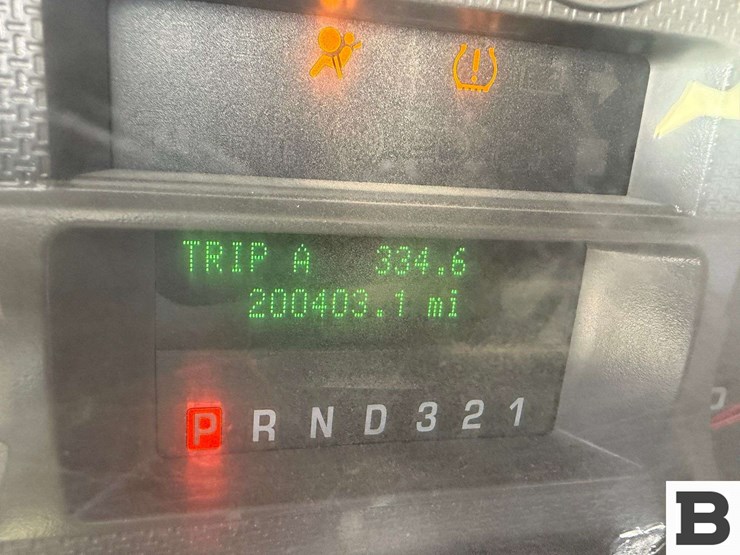 TRIP A 334.6
200403.1 mi
P R N D 3 2 1
B